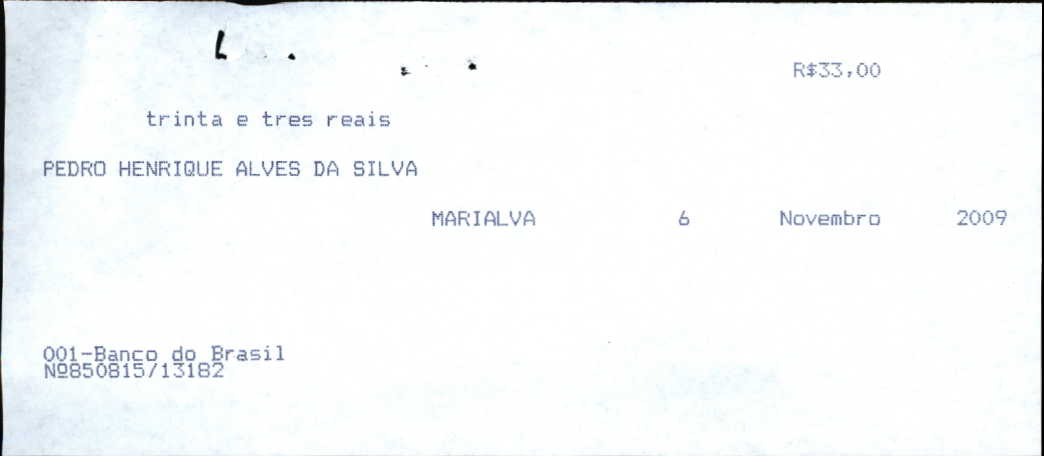 R$33,00
trinta e tres reais
PEDRO HENRIQUE ALVES DA SILVA
MARIALVA 6 Novembro 2009
001-Banco do Brasil
Nº850815/13182